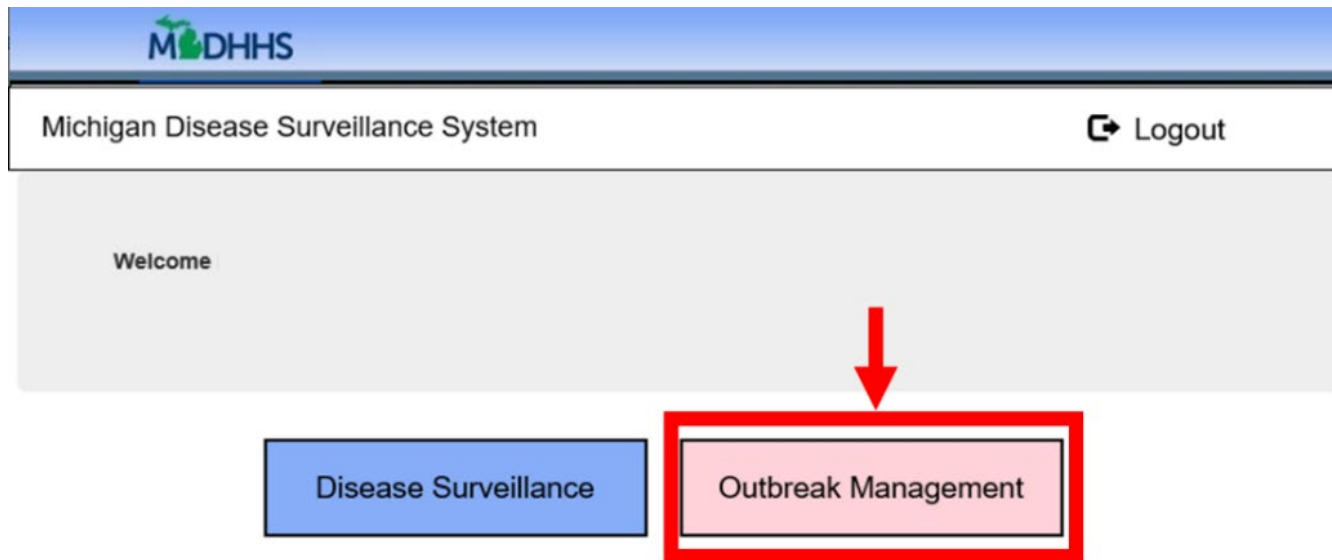 MDHHS
Michigan Disease Surveillance System
Logout
Welcome
Disease Surveillance
Outbreak Management